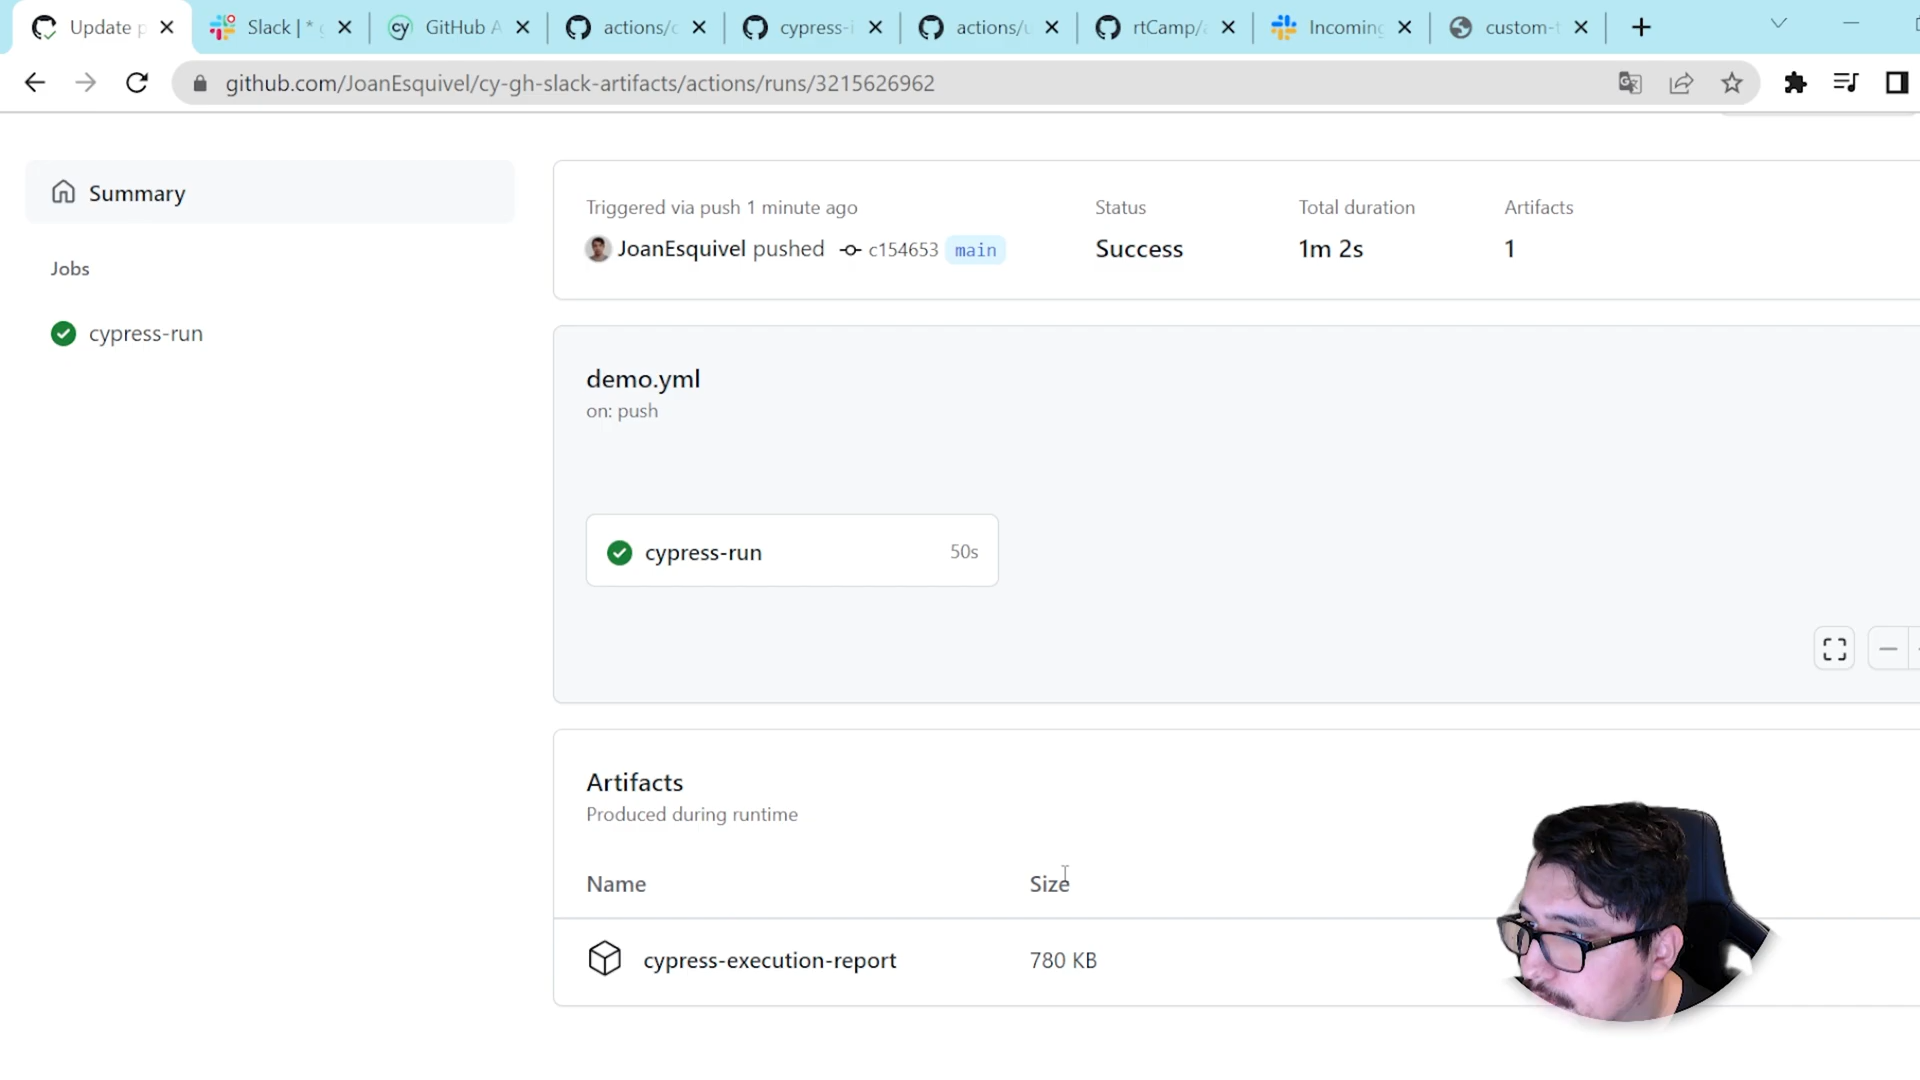 Update p
Slack | *
GitHub A
actions/c
cypress-i
actions/u
rtCamp/a
Incoming
custom-t
github.com/JoanEsquivel/cy-gh-slack-artifacts/actions/runs/3215626962
Summary
Jobs
cypress-run
Triggered via push 1 minute ago
JoanEsquivel pushed c154653 main
Status
Success
Total duration
1m 2s
Artifacts
1
demo.yml
on: push
cypress-run 50s
Artifacts
Produced during runtime
Name Size
cypress-execution-report 780 KB